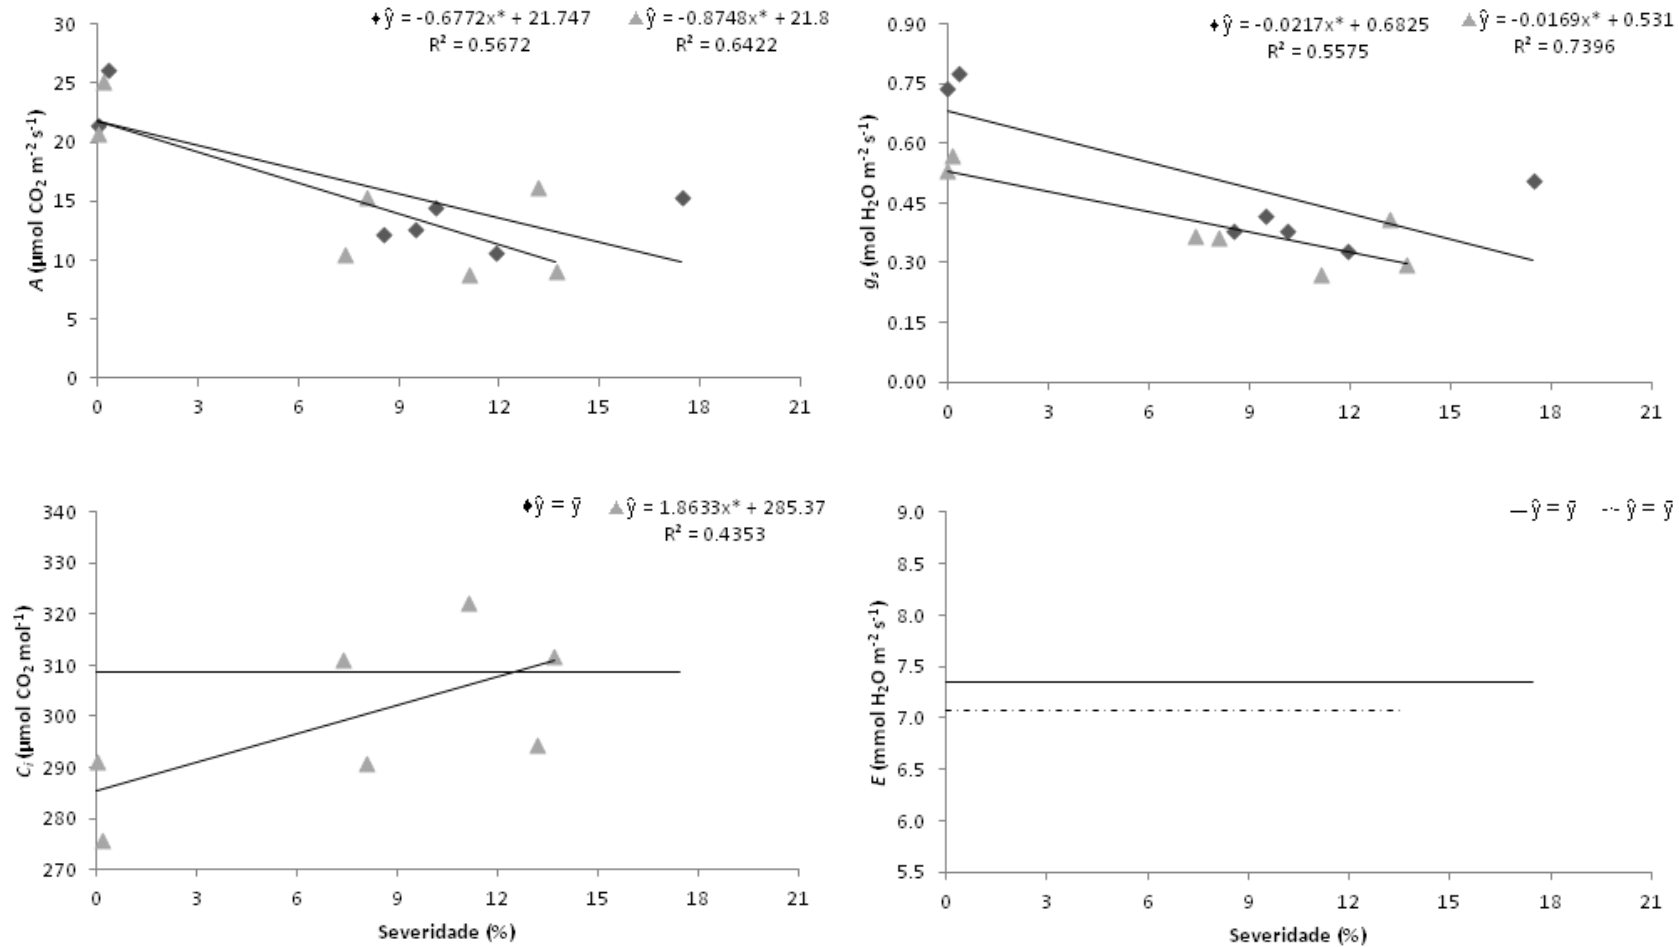 ŷ = -0.6772x* + 21.747 ŷ = -0.8748x* + 21.8
R² = 0.5672 R² = 0.6422
30
25
20
15
10
5
0
A (µmol CO₂ m⁻² s⁻¹)
0 3 6 9 12 15 18 21
ŷ = -0.0217x* + 0.6825 ŷ = -0.0169x* + 0.531
R² = 0.5575 R² = 0.7396
0.90
0.75
0.60
0.45
0.30
0.15
0.00
gₛ (mol H₂O m⁻² s⁻¹)
0 3 6 9 12 15 18 21
ŷ = ȳ ŷ = 1.8633x* + 285.37
R² = 0.4353
340
330
320
310
300
290
280
270
Cᵢ (µmol CO₂ mol⁻¹)
0 3 6 9 12 15 18 21
Severidade (%)
ŷ = ȳ ŷ = ȳ
9.0
8.5
8.0
7.5
7.0
6.5
6.0
5.5
E (mmol H₂O m⁻² s⁻¹)
0 3 6 9 12 15 18 21
Severidade (%)